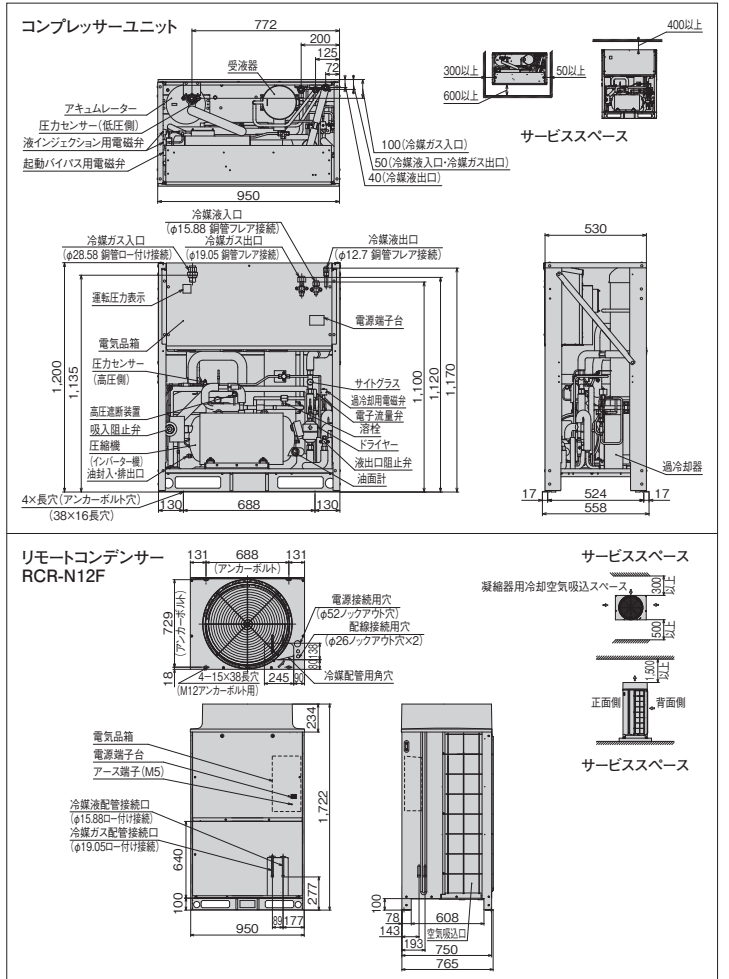 コンプレッサーユニット
772
200
125
72
受液器
アキュムレーター
圧力センサー(低圧側)
液インジェクション用電磁弁
起動バイパス用電磁弁
100(冷媒ガス入口)
50(冷媒液入口・冷媒ガス出口)
40(冷媒液出口)
950
400以上
300以上
50以上
600以上
サービススペース
冷媒液入口
(φ15.88 銅管フレア接続)
冷媒ガス入口
(φ28.58 銅管ロー付け接続)
冷媒ガス出口
(φ19.05 銅管フレア接続)
冷媒液出口
(φ12.7 銅管フレア接続)
530
運転圧力表示
電源端子台
電気品箱
圧力センサー
(高圧側)
高圧遮断装置
吸入阻止弁
圧縮機
(インバーター機)
油封入・排出口
サイトグラス
過冷却用電磁弁
電子流量弁
溶栓
ドライヤー
液出口阻止弁
油面計
過冷却器
1,200
1,135
1,100
1,120
1,170
4×長穴(アンカーボルト穴)
(38×16長穴)
130
688
130
17
524
17
558
リモートコンデンサー
RCR-N12F
131
688
131
(アンカーボルト)
729
(アンカーボルト)
18
電源接続用穴
(φ52ノックアウト穴)
配線接続用穴
(φ26ノックアウト穴×2)
138
89
冷媒配管用角穴
4−15×38長穴
(M12アンカーボルト用)
245
90
サービススペース
凝縮器用冷却空気吸込スペース
300
以上
500
以上
1,500
以上
正面側
背面側
サービススペース
234
電気品箱
電源端子台
アース端子(M5)
冷媒液配管接続口
(φ15.88ロー付け接続)
冷媒ガス配管接続口
(φ19.05ロー付け接続)
1,722
640
100
277
89
177
950
100
78
608
143
193
空気吸込口
750
765